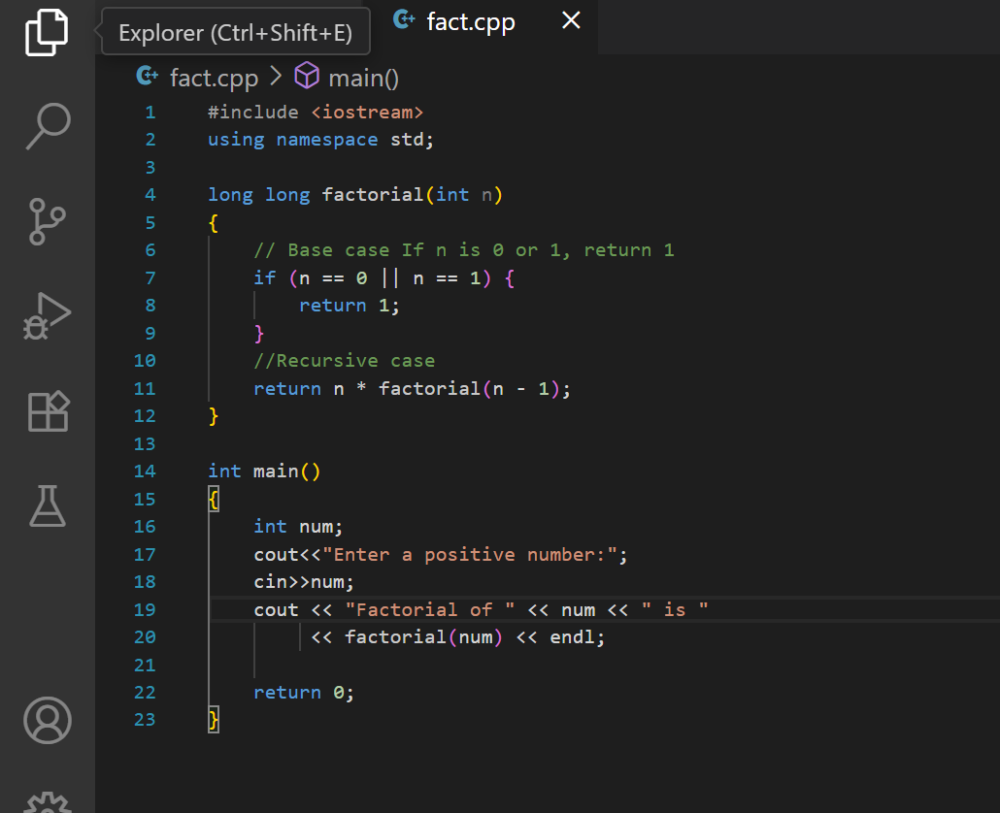 Explorer (Ctrl+Shift+E)
fact.cpp
fact.cpp > main()
1 #include <iostream>
2 using namespace std;
3
4 long long factorial(int n)
5 {
6     // Base case If n is 0 or 1, return 1
7     if (n == 0 || n == 1) {
8         return 1;
9     }
10     //Recursive case
11     return n * factorial(n - 1);
12 }
13
14 int main()
15 {
16     int num;
17     cout<<"Enter a positive number:";
18     cin>>num;
19     cout << "Factorial of " << num << " is "
20          << factorial(num) << endl;
21
22     return 0;
23 }